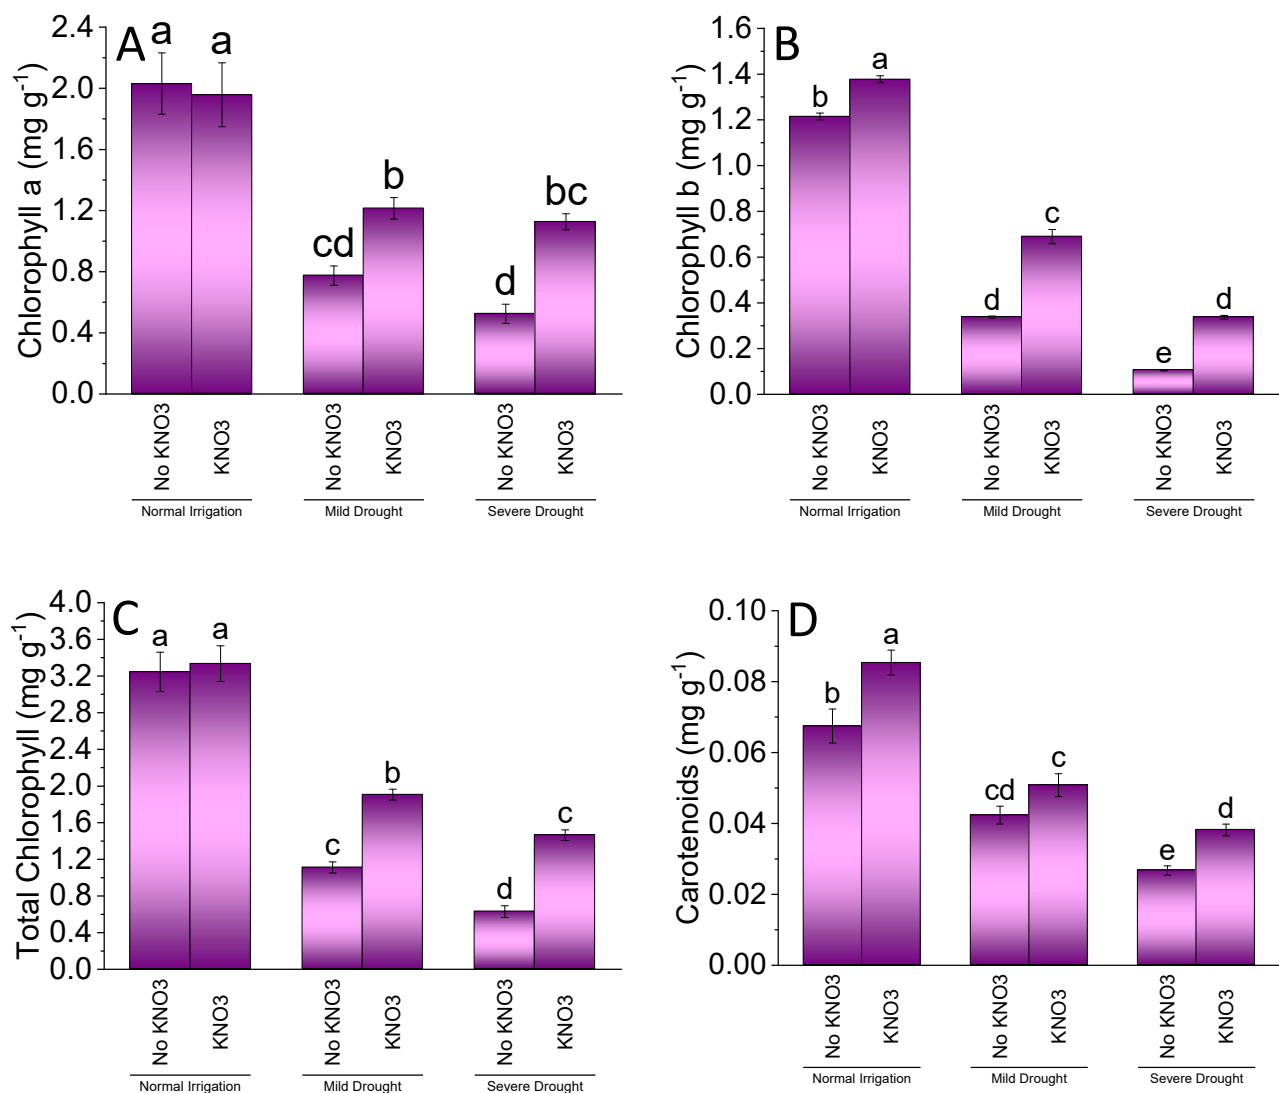 A
Chlorophyll a (mg g⁻¹)
2.4
2.0
1.6
1.2
0.8
0.4
0.0
a
a
cd
b
d
bc
No KNO3
KNO3
No KNO3
KNO3
No KNO3
KNO3
Normal Irrigation
Mild Drought
Severe Drought
B
Chlorophyll b (mg g⁻¹)
1.6
1.4
1.2
1.0
0.8
0.6
0.4
0.2
0.0
b
a
d
c
e
d
No KNO3
KNO3
No KNO3
KNO3
No KNO3
KNO3
Normal Irrigation
Mild Drought
Severe Drought
C
Total Chlorophyll (mg g⁻¹)
4.0
3.6
3.2
2.8
2.4
2.0
1.6
1.2
0.8
0.4
0.0
a
a
c
b
d
c
No KNO3
KNO3
No KNO3
KNO3
No KNO3
KNO3
Normal Irrigation
Mild Drought
Severe Drought
D
Carotenoids (mg g⁻¹)
0.10
0.08
0.06
0.04
0.02
0.00
b
a
cd
c
e
d
No KNO3
KNO3
No KNO3
KNO3
No KNO3
KNO3
Normal Irrigation
Mild Drought
Severe Drought